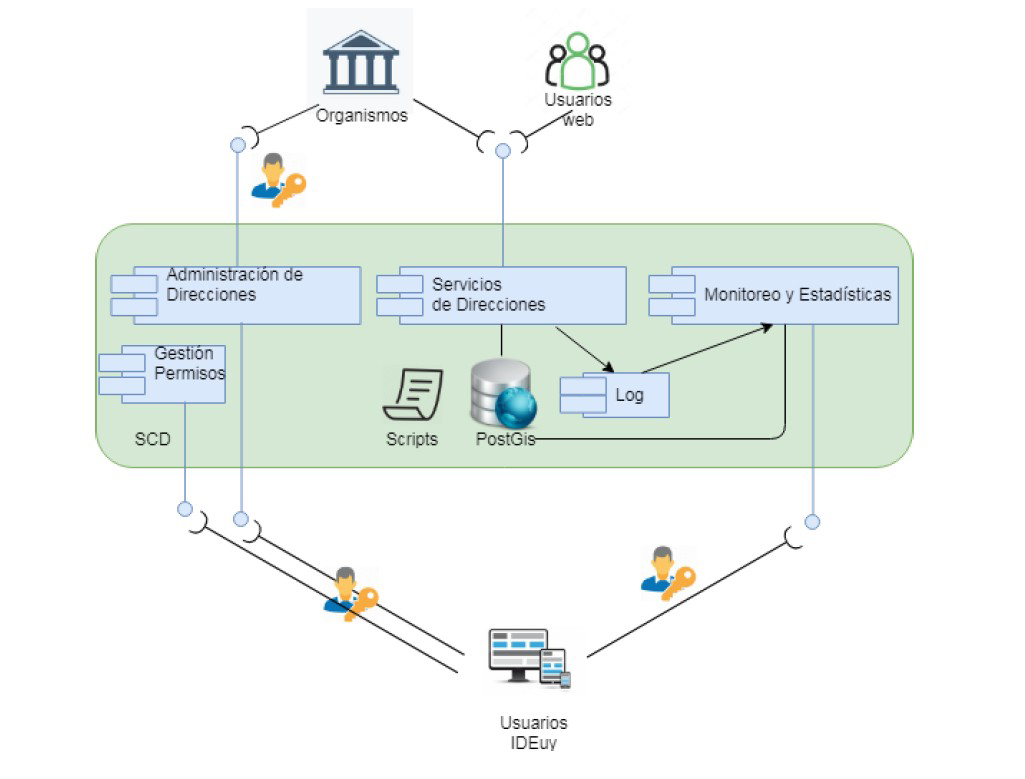 Organismos
Usuarios
web
Administración de
Direcciones
Servicios
de Direcciones
Monitoreo y Estadísticas
Gestión
Permisos
Log
SCD
Scripts
PostGis
Usuarios
IDEuy